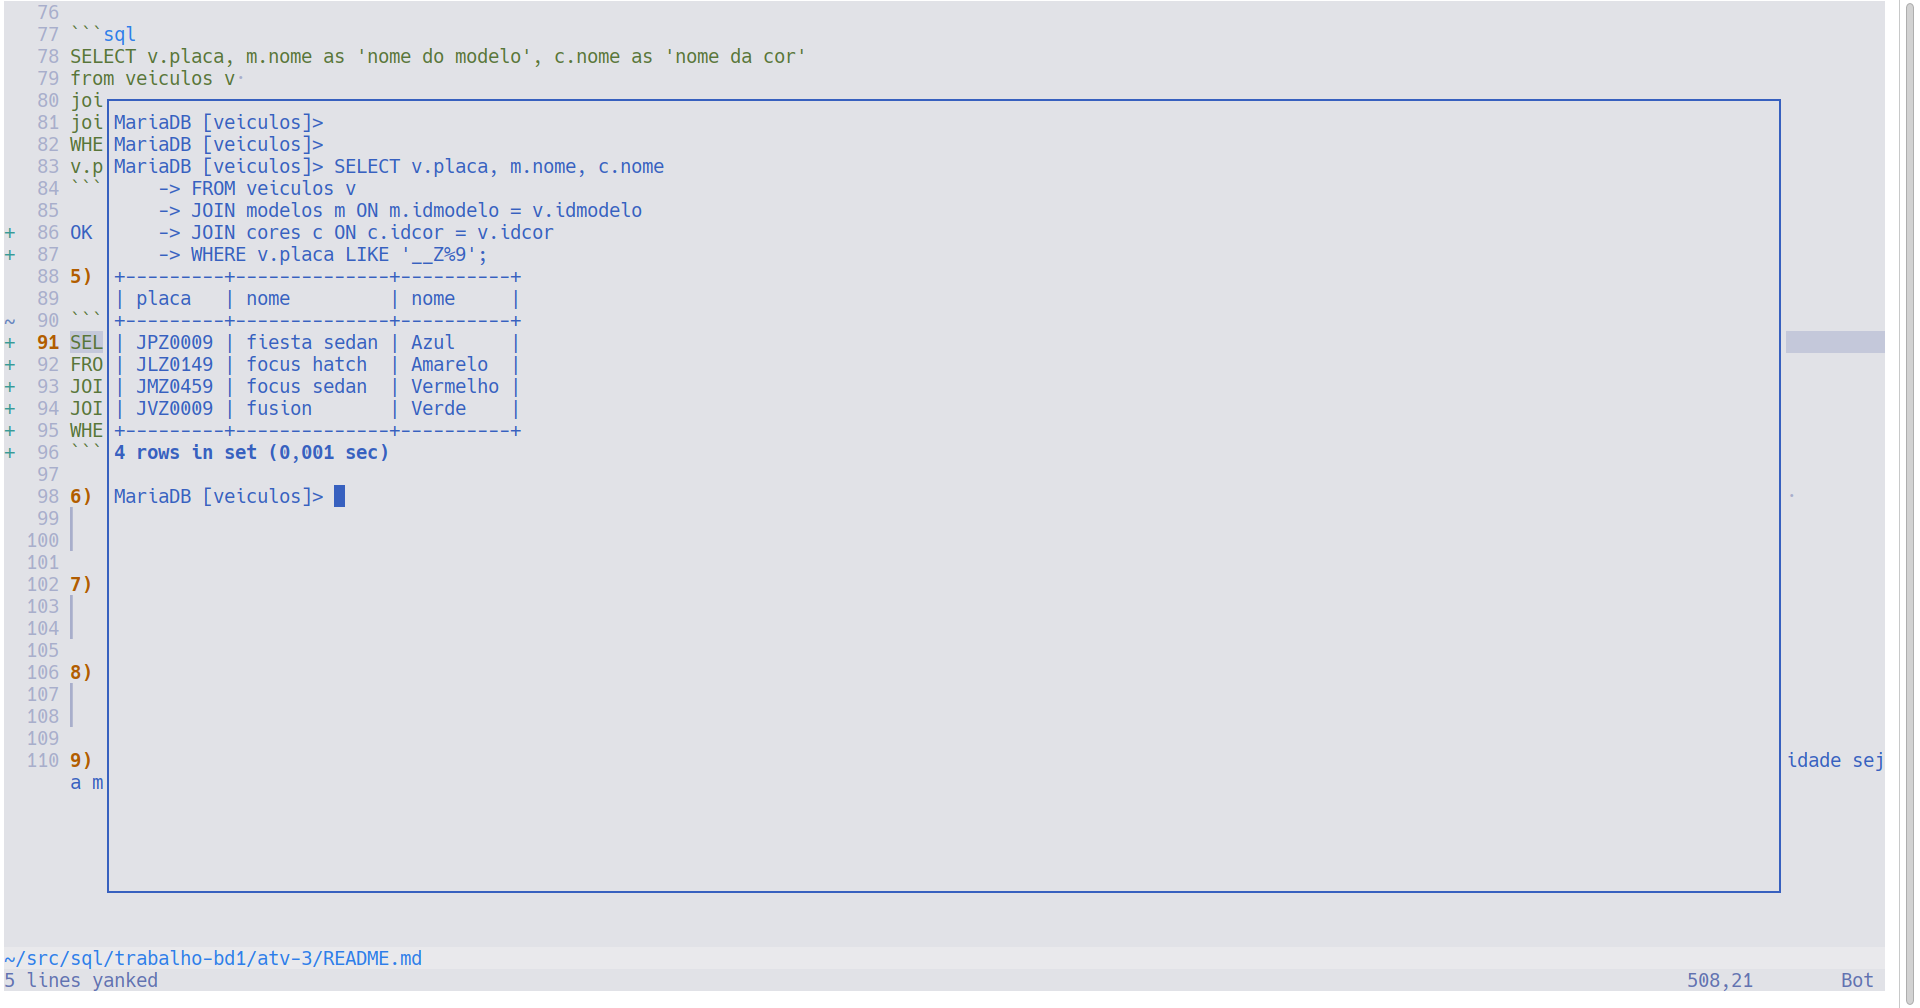 76
77 ```sql
78 SELECT v.placa, m.nome as 'nome do modelo', c.nome as 'nome da cor'
79 from veiculos v·
80 joi
81 joi MariaDB [veiculos]>
82 WHE MariaDB [veiculos]>
83 v.p MariaDB [veiculos]> SELECT v.placa, m.nome, c.nome
84 ``` -> FROM veiculos v
85 -> JOIN modelos m ON m.idmodelo = v.idmodelo
+ 86 OK -> JOIN cores c ON c.idcor = v.idcor
+ 87 -> WHERE v.placa LIKE '__Z%9';
88 5) +---------+--------------+----------+
89 | placa | nome | nome |
~ 90 ``` +---------+--------------+----------+
+ 91 SEL | JPZ0009 | fiesta sedan | Azul |
+ 92 FRO | JLZ0149 | focus hatch | Amarelo |
+ 93 JOI | JMZ0459 | focus sedan | Vermelho |
+ 94 JOI | JVZ0009 | fusion | Verde |
+ 95 WHE +---------+--------------+----------+
+ 96 ``` 4 rows in set (0,001 sec)
97
98 6) MariaDB [veiculos]> ·
99
100
101
102 7)
103
104
105
106 8)
107
108
109
110 9) idade sej
a m
~/src/sql/trabalho-bd1/atv-3/README.md
5 lines yanked 508,21 Bot